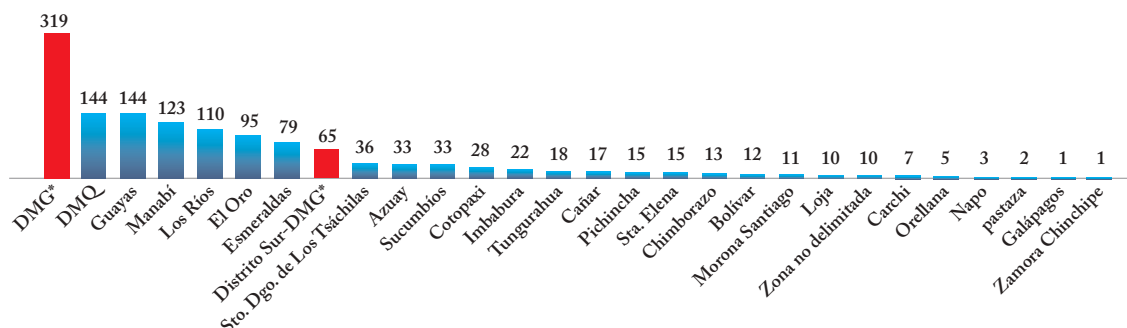 319
144
144
123
110
95
79
65
36
33
33
28
22
18
17
15
15
13
12
11
10
10
7
5
3
2
1
1
DMG*
DMQ
Guayas
Manabí
Los Ríos
El Oro
Esmeraldas
Distrito Sur-DMG*
Sto. Dgo. de Los Tsáchilas
Azuay
Sucumbíos
Cotopaxi
Imbabura
Tungurahua
Cañar
Pichincha
Sta. Elena
Chimborazo
Bolívar
Morona Santiago
Loja
Zona no delimitada
Carchi
Orellana
Napo
pastaza
Galápagos
Zamora Chinchipe